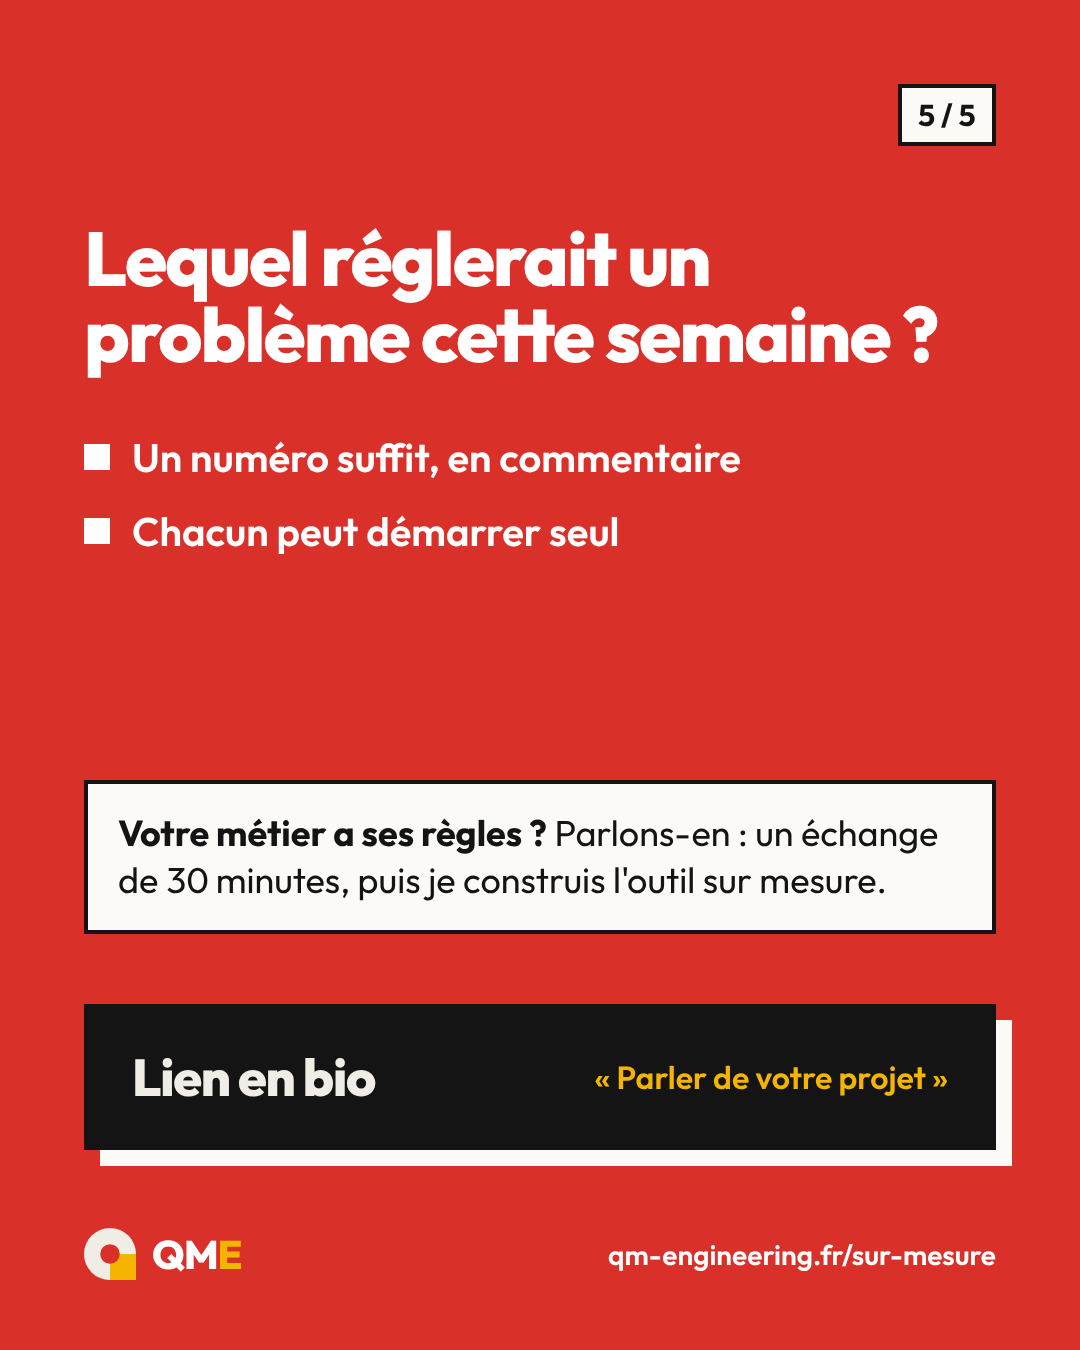 5 / 5
Lequel réglerait un
problème cette semaine ?
Un numéro suffit, en commentaire
Chacun peut démarrer seul
Votre métier a ses règles ? Parlons-en : un échange
de 30 minutes, puis je construis l'outil sur mesure.
Lien en bio
« Parler de votre projet »
QME
qm-engineering.fr/sur-mesure